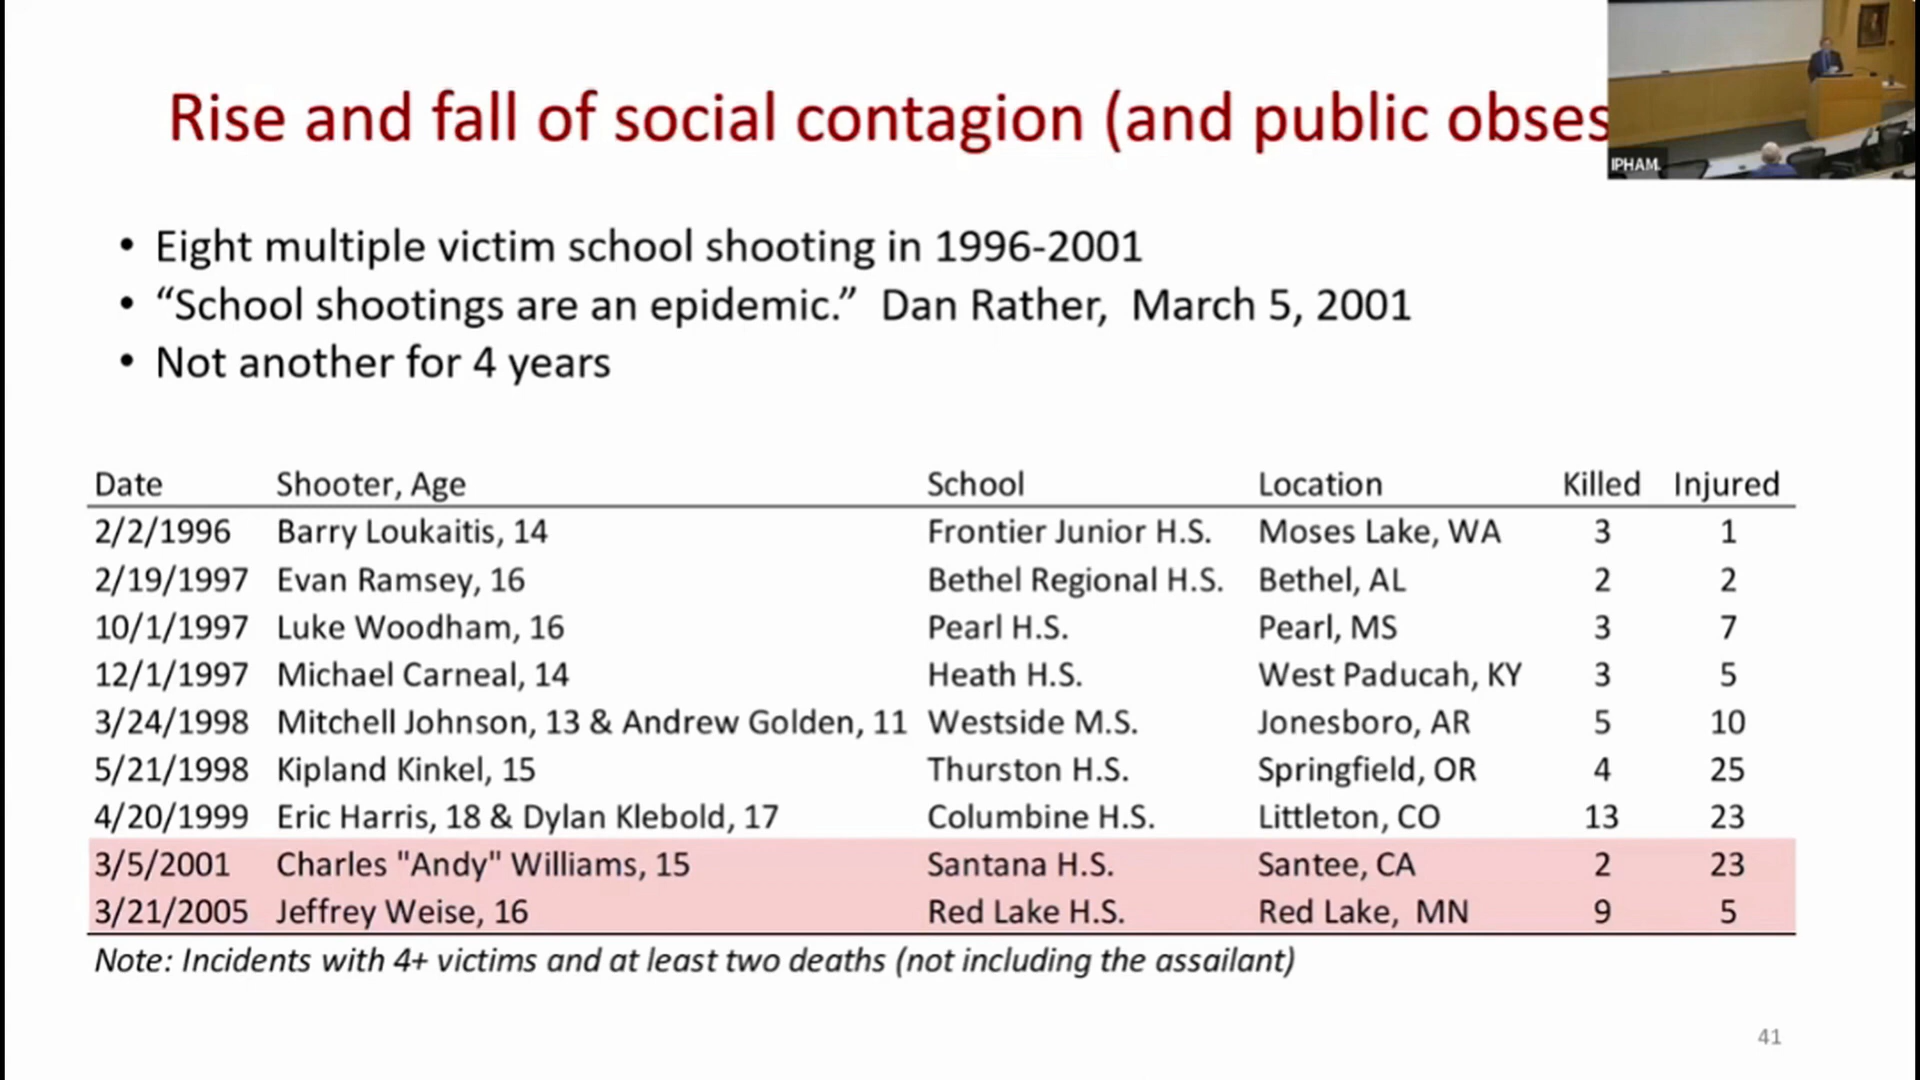 Rise and fall of social contagion (and public obses
IPHAM
• Eight multiple victim school shooting in 1996-2001
• “School shootings are an epidemic.” Dan Rather, March 5, 2001
• Not another for 4 years
Date Shooter, Age School Location Killed Injured
2/2/1996 Barry Loukaitis, 14 Frontier Junior H.S. Moses Lake, WA 3 1
2/19/1997 Evan Ramsey, 16 Bethel Regional H.S. Bethel, AL 2 2
10/1/1997 Luke Woodham, 16 Pearl H.S. Pearl, MS 3 7
12/1/1997 Michael Carneal, 14 Heath H.S. West Paducah, KY 3 5
3/24/1998 Mitchell Johnson, 13 & Andrew Golden, 11 Westside M.S. Jonesboro, AR 5 10
5/21/1998 Kipland Kinkel, 15 Thurston H.S. Springfield, OR 4 25
4/20/1999 Eric Harris, 18 & Dylan Klebold, 17 Columbine H.S. Littleton, CO 13 23
3/5/2001 Charles "Andy" Williams, 15 Santana H.S. Santee, CA 2 23
3/21/2005 Jeffrey Weise, 16 Red Lake H.S. Red Lake, MN 9 5
Note: Incidents with 4+ victims and at least two deaths (not including the assailant)
41